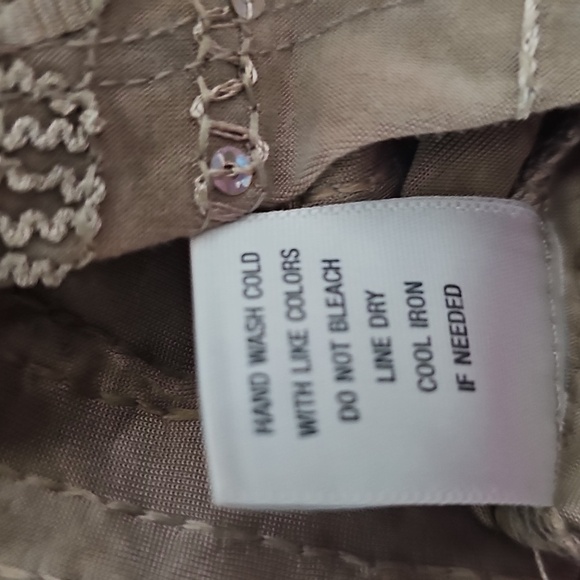 HAND WASH COLD
WITH LIKE COLORS
DO NOT BLEACH
LINE DRY
COOL IRON
IF NEEDED